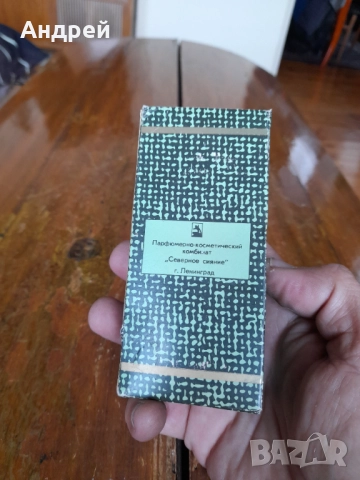 Андрей
Парфюмерно-косметический
комбинат
„Северное сияние"
г. Ленинград
BAZAR